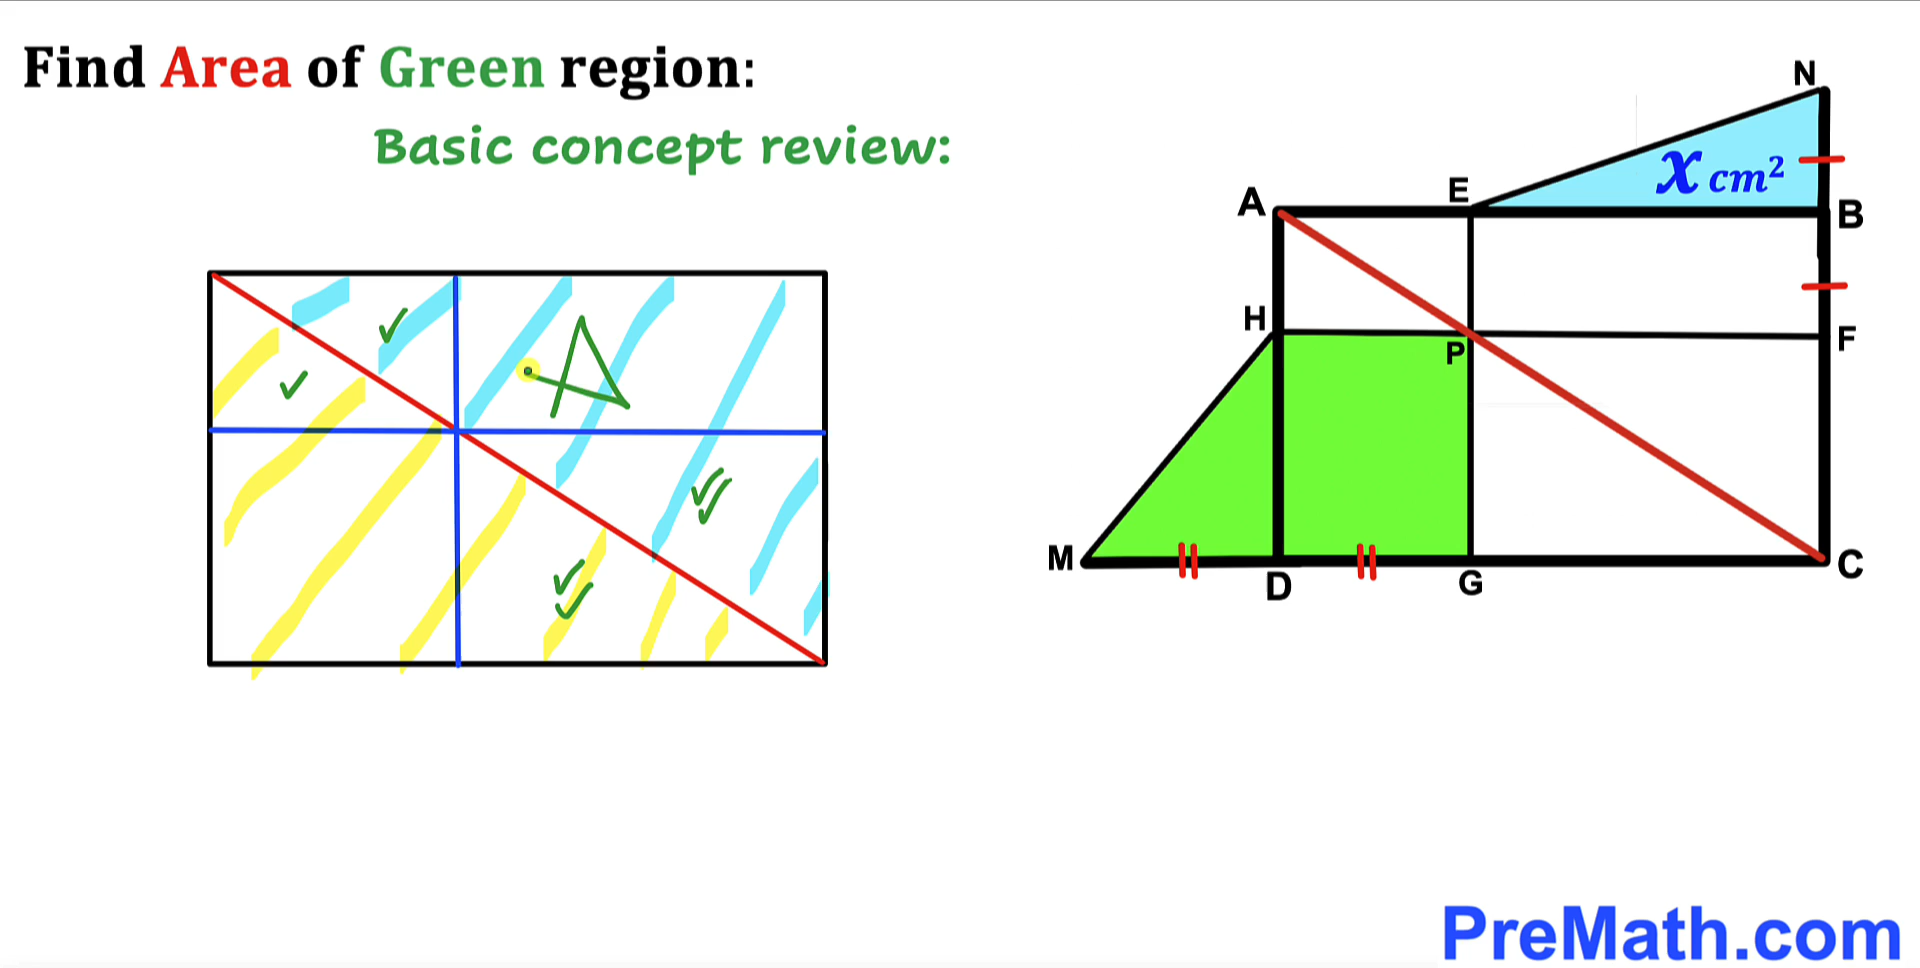 Find Area of Green region:
Basic concept review:
N
x cm²
E
A
B
H
F
P
A
M
D
G
C
PreMath.com